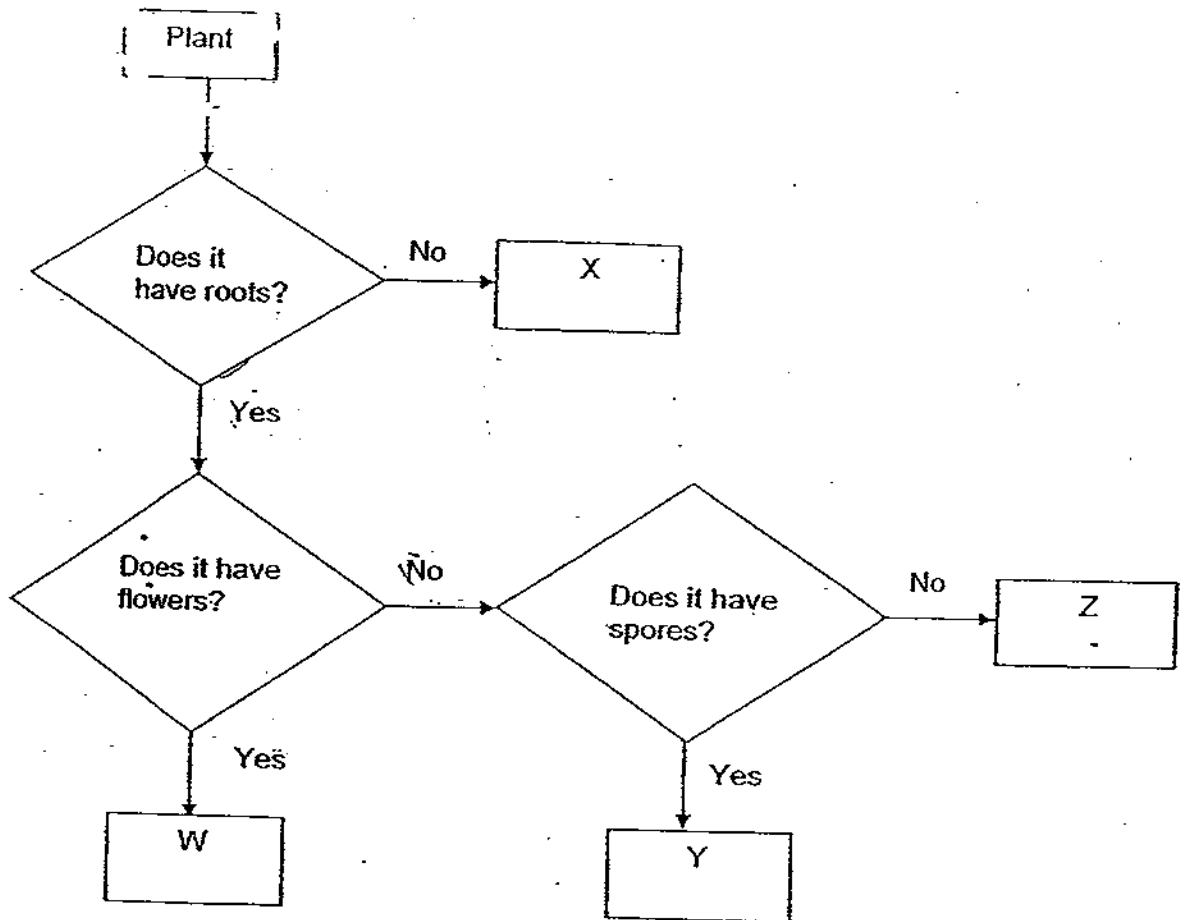 Plant
Does it
have roots?
No
X
Yes
Does it have
flowers?
No
Does it have
spores?
No
Z
Yes
W
Yes
Y